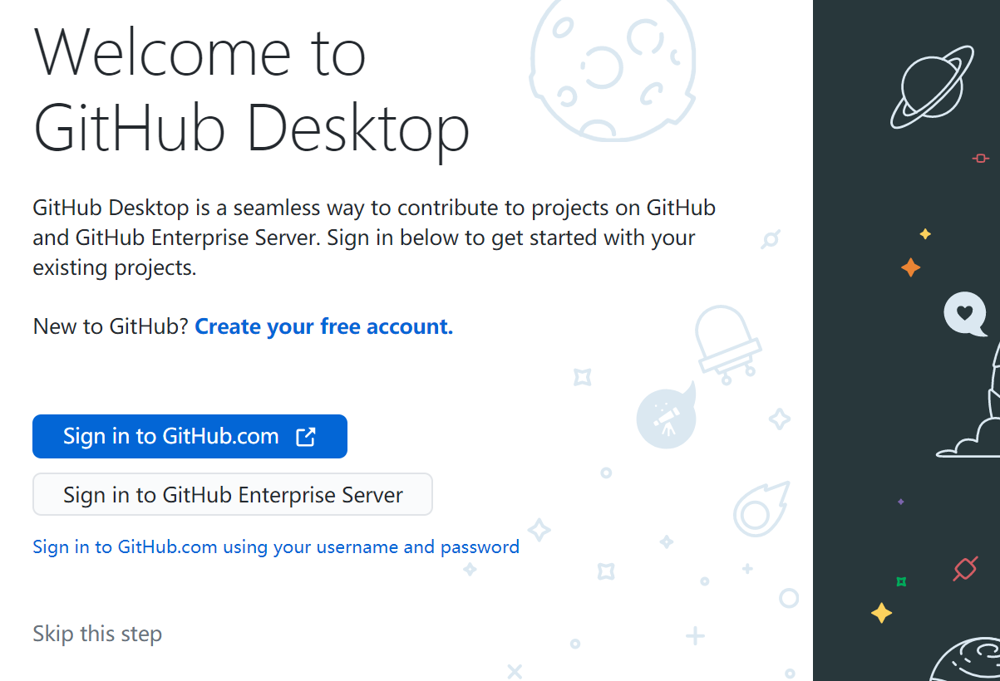 Welcome to
GitHub Desktop
GitHub Desktop is a seamless way to contribute to projects on GitHub
and GitHub Enterprise Server. Sign in below to get started with your
existing projects.
New to GitHub? Create your free account.
Sign in to GitHub.com
Sign in to GitHub Enterprise Server
Sign in to GitHub.com using your username and password
Skip this step